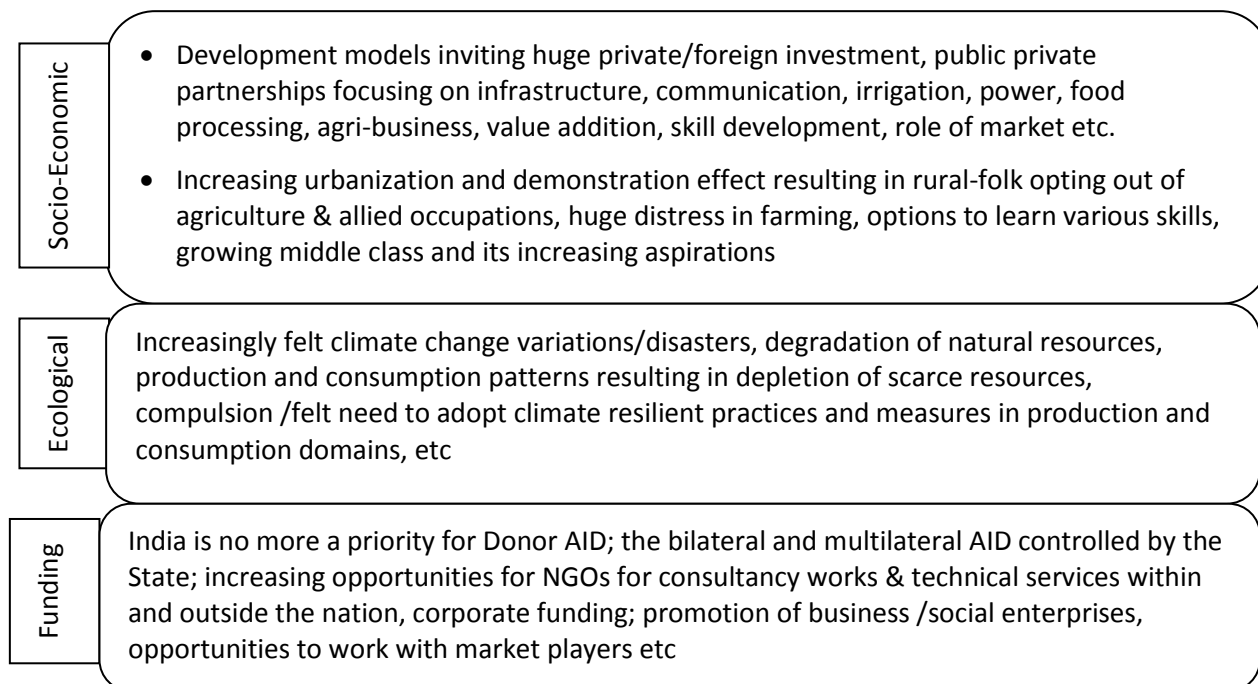 Socio-Economic
• Development models inviting huge private/foreign investment, public private
partnerships focusing on infrastructure, communication, irrigation, power, food
processing, agri-business, value addition, skill development, role of market etc.
• Increasing urbanization and demonstration effect resulting in rural-folk opting out of
agriculture & allied occupations, huge distress in farming, options to learn various skills,
growing middle class and its increasing aspirations
Ecological
Increasingly felt climate change variations/disasters, degradation of natural resources,
production and consumption patterns resulting in depletion of scarce resources,
compulsion /felt need to adopt climate resilient practices and measures in production and
consumption domains, etc
Funding
India is no more a priority for Donor AID; the bilateral and multilateral AID controlled by the
State; increasing opportunities for NGOs for consultancy works & technical services within
and outside the nation, corporate funding; promotion of business /social enterprises,
opportunities to work with market players etc